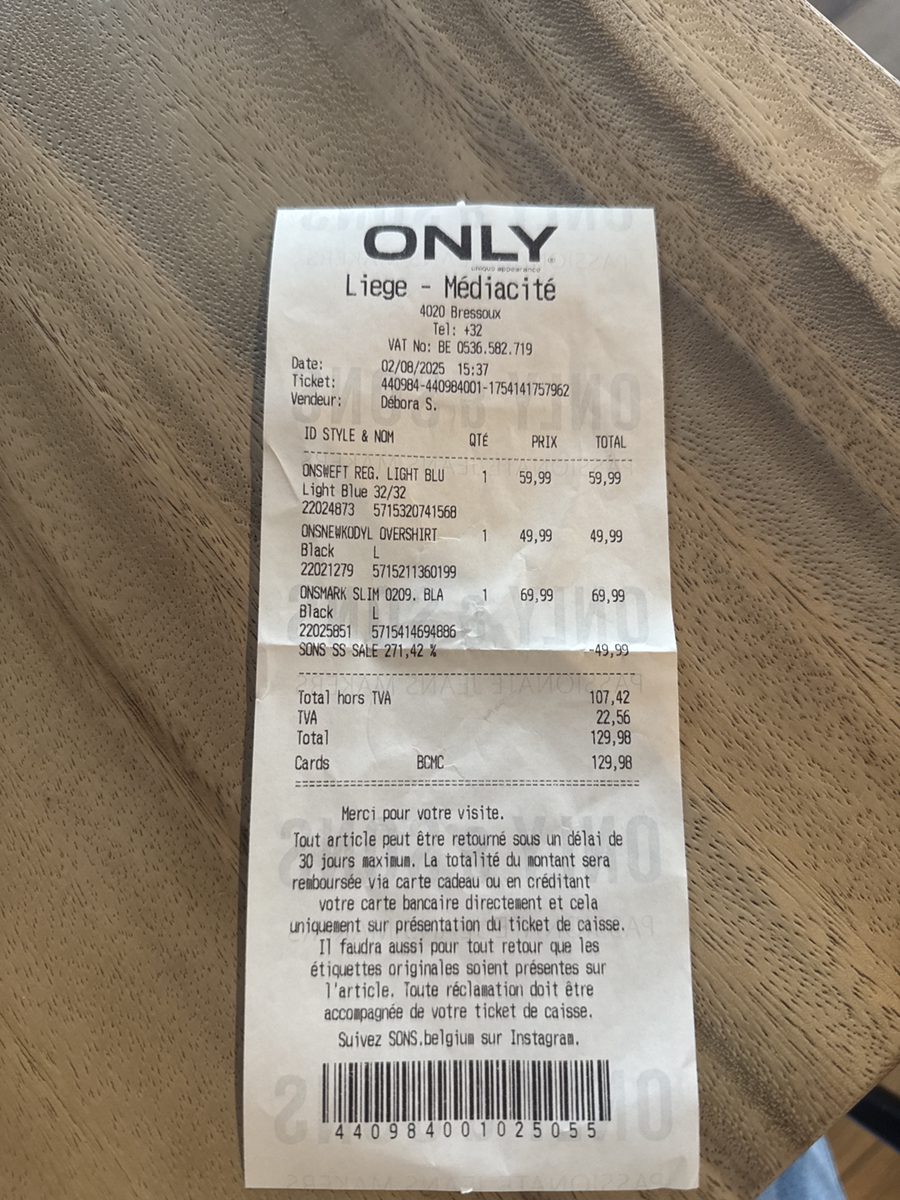 ONLY
unique appearance
Liege - Médiacité
4020 Bressoux
Tel: +32
VAT No: BE 0536.582.719
Date: 02/08/2025 15:37
Ticket: 440984-440984001-1754141757962
Vendeur: Débora S.
ID STYLE & NOM QTÉ PRIX TOTAL
ONSWEFT REG. LIGHT BLU 1 59,99 59,99
Light Blue 32/32
22024873 5715320741568
ONSNEWKODYL OVERSHIRT 1 49,99 49,99
Black L
22021279 5715211360199
ONSMARK SLIM 0209. BLA 1 69,99 69,99
Black L
22025851 5715414694886
SONS SS SALE 271,42 % -49,99
Total hors TVA 107,42
TVA 22,56
Total 129,98
Cards BCMC 129,98
Merci pour votre visite.
Tout article peut être retourné sous un délai de
30 jours maximum. La totalité du montant sera
remboursée via carte cadeau ou en créditant
votre carte bancaire directement et cela
uniquement sur présentation du ticket de caisse.
Il faudra aussi pour tout retour que les
étiquettes originales soient présentes sur
l'article. Toute réclamation doit être
accompagnée de votre ticket de caisse.
Suivez SONS.belgium sur Instagram.
440984001025055